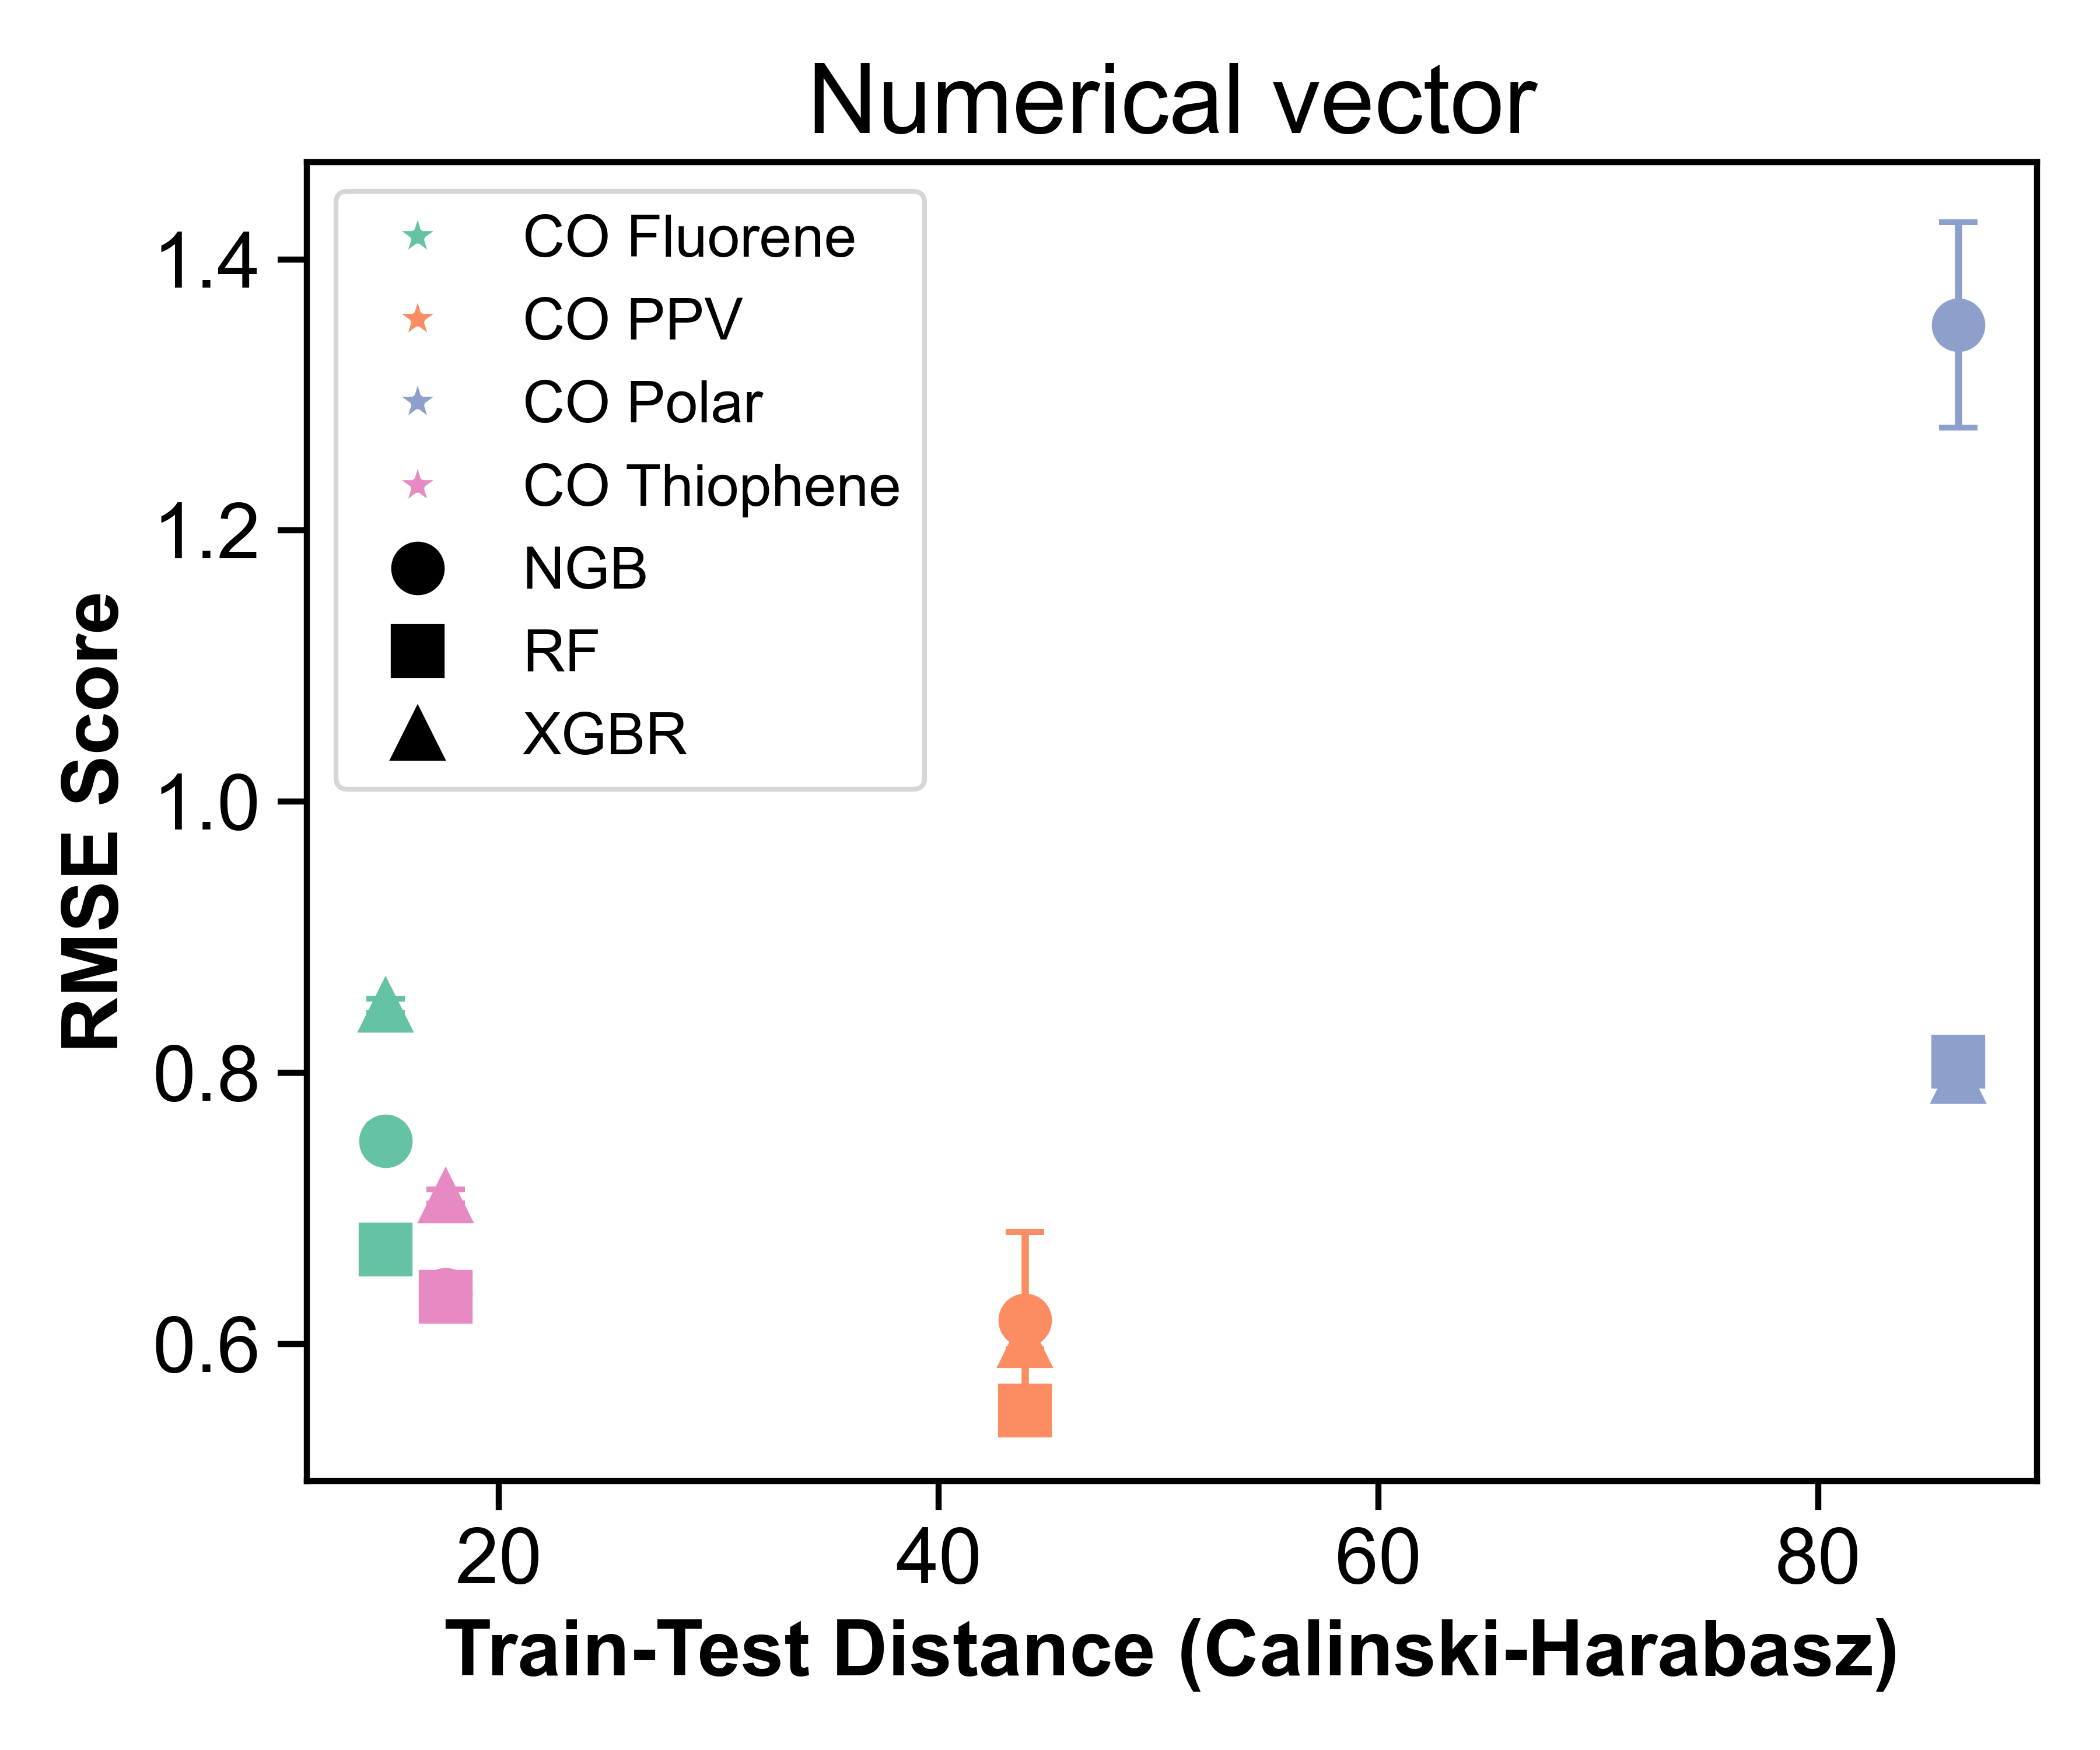 Numerical vector
CO Fluorene
CO PPV
CO Polar
CO Thiophene
NGB
RF
XGBR
1.4
1.2
1.0
0.8
0.6
RMSE Score
20 40 60 80
Train-Test Distance (Calinski-Harabasz)